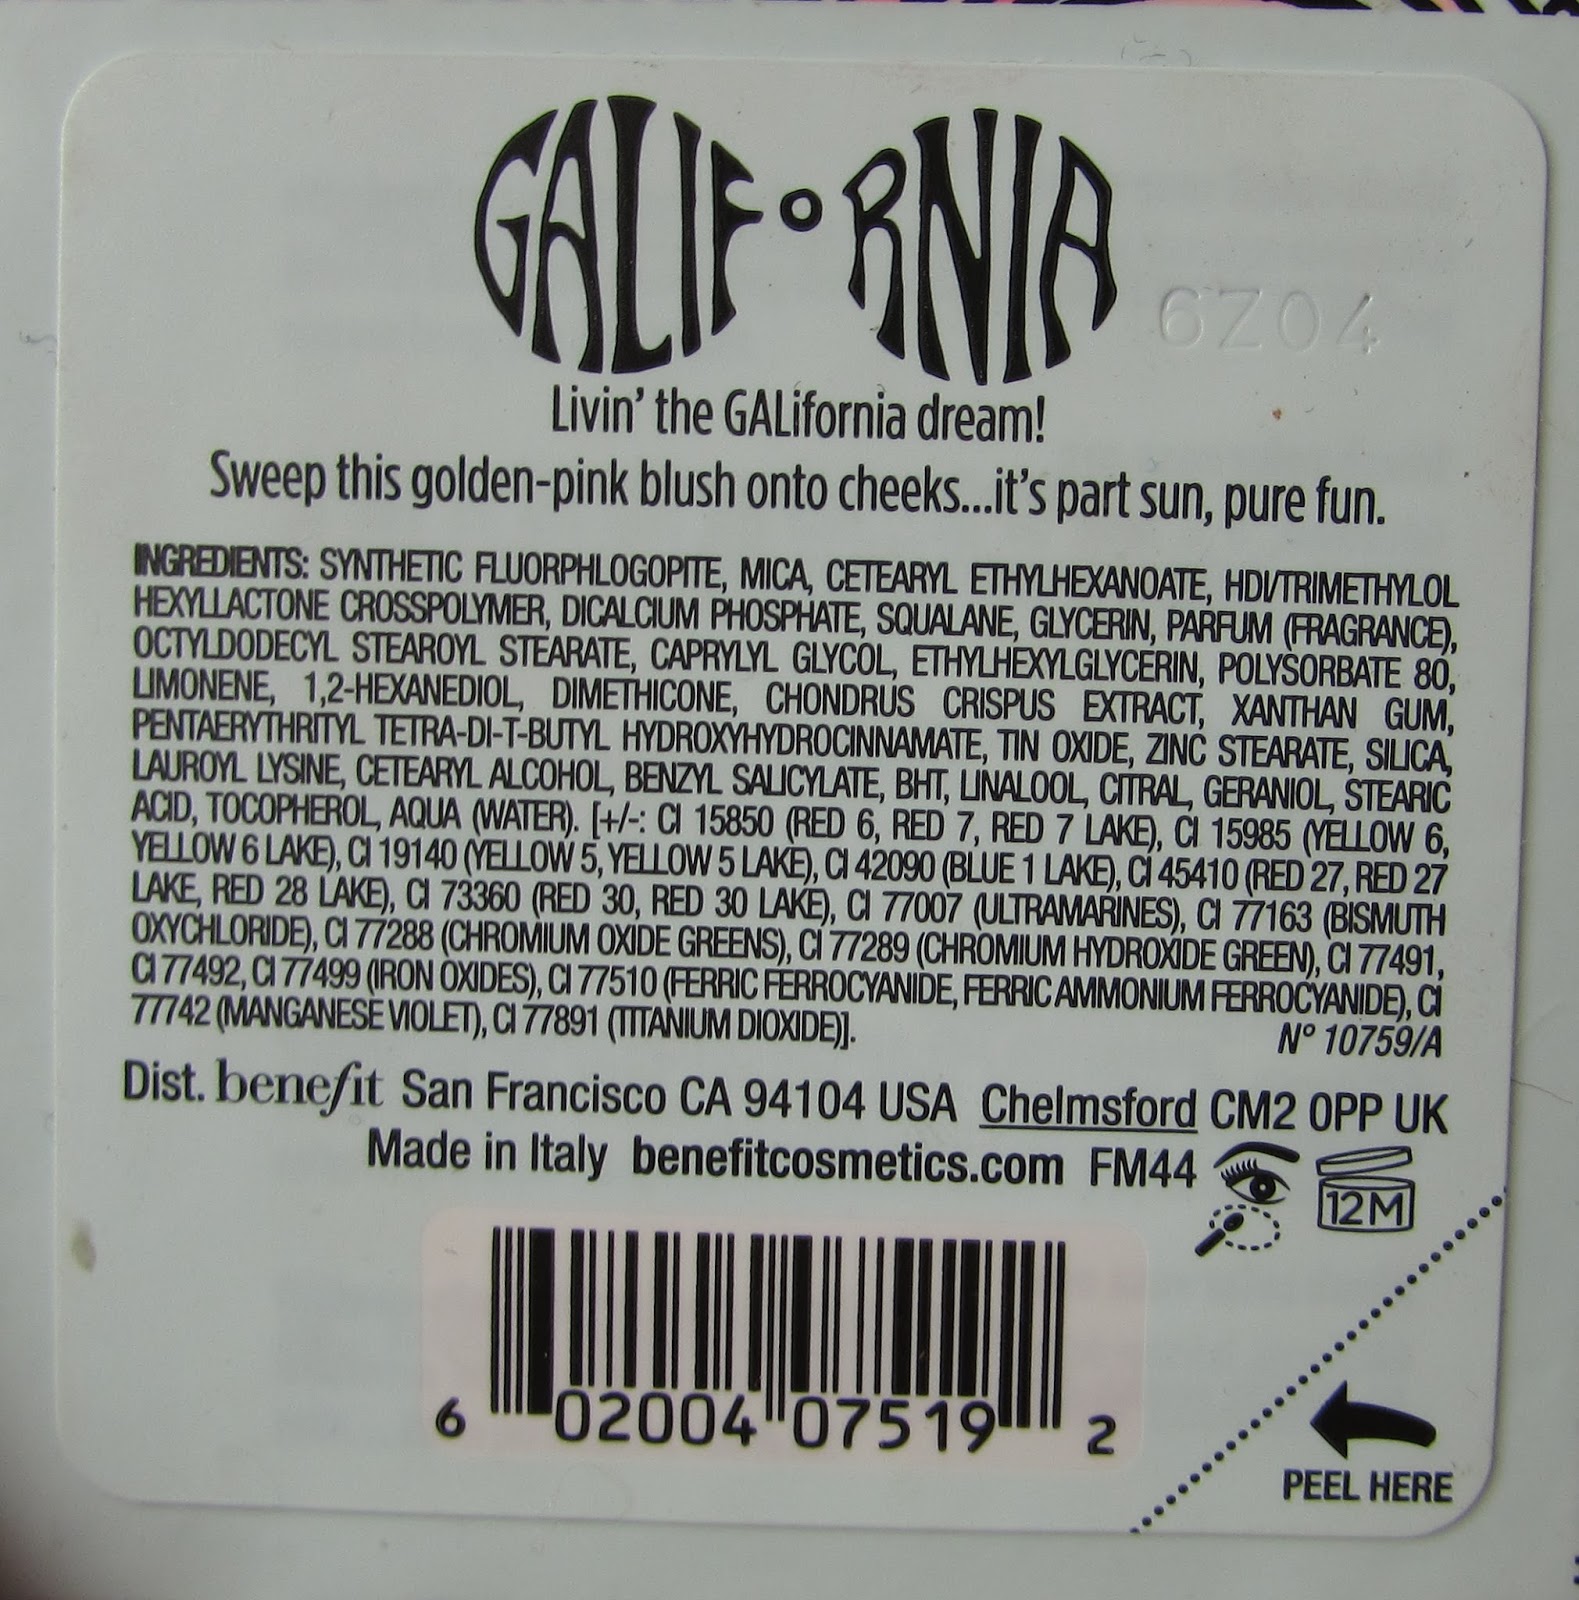 GALIFORNIA
6Z04
Livin' the GALifornia dream!
Sweep this golden-pink blush onto cheeks...it's part sun, pure fun.
INGREDIENTS: SYNTHETIC FLUORPHLOGOPITE, MICA, CETEARYL ETHYLHEXANOATE, HDI/TRIMETHYLOL
HEXYLLACTONE CROSSPOLYMER, DICALCIUM PHOSPHATE, SQUALANE, GLYCERIN, PARFUM (FRAGRANCE),
OCTYLDODECYL STEAROYL STEARATE, CAPRYLYL GLYCOL, ETHYLHEXYLGLYCERIN, POLYSORBATE 80,
LIMONENE, 1,2-HEXANEDIOL, DIMETHICONE, CHONDRUS CRISPUS EXTRACT, XANTHAN GUM,
PENTAERYTHRITYL TETRA-DI-T-BUTYL HYDROXYHYDROCINNAMATE, TIN OXIDE, ZINC STEARATE, SILICA,
LAUROYL LYSINE, CETEARYL ALCOHOL, BENZYL SALICYLATE, BHT, LINALOOL, CITRAL, GERANIOL, STEARIC
ACID, TOCOPHEROL, AQUA (WATER). [+/-: CI 15850 (RED 6, RED 7, RED 7 LAKE), CI 15985 (YELLOW 6,
YELLOW 6 LAKE), CI 19140 (YELLOW 5, YELLOW 5 LAKE), CI 42090 (BLUE 1 LAKE), CI 45410 (RED 27, RED 27
LAKE, RED 28 LAKE), CI 73360 (RED 30, RED 30 LAKE), CI 77007 (ULTRAMARINES), CI 77163 (BISMUTH
OXYCHLORIDE), CI 77288 (CHROMIUM OXIDE GREENS), CI 77289 (CHROMIUM HYDROXIDE GREEN), CI 77491,
CI 77492, CI 77499 (IRON OXIDES), CI 77510 (FERRIC FERROCYANIDE, FERRIC AMMONIUM FERROCYANIDE), CI
77742 (MANGANESE VIOLET), CI 77891 (TITANIUM DIOXIDE)]. N° 10759/A
Dist. benefit San Francisco CA 94104 USA Chelmsford CM2 0PP UK
Made in Italy benefitcosmetics.com FM44
12M
6 02004 07519 2
PEEL HERE